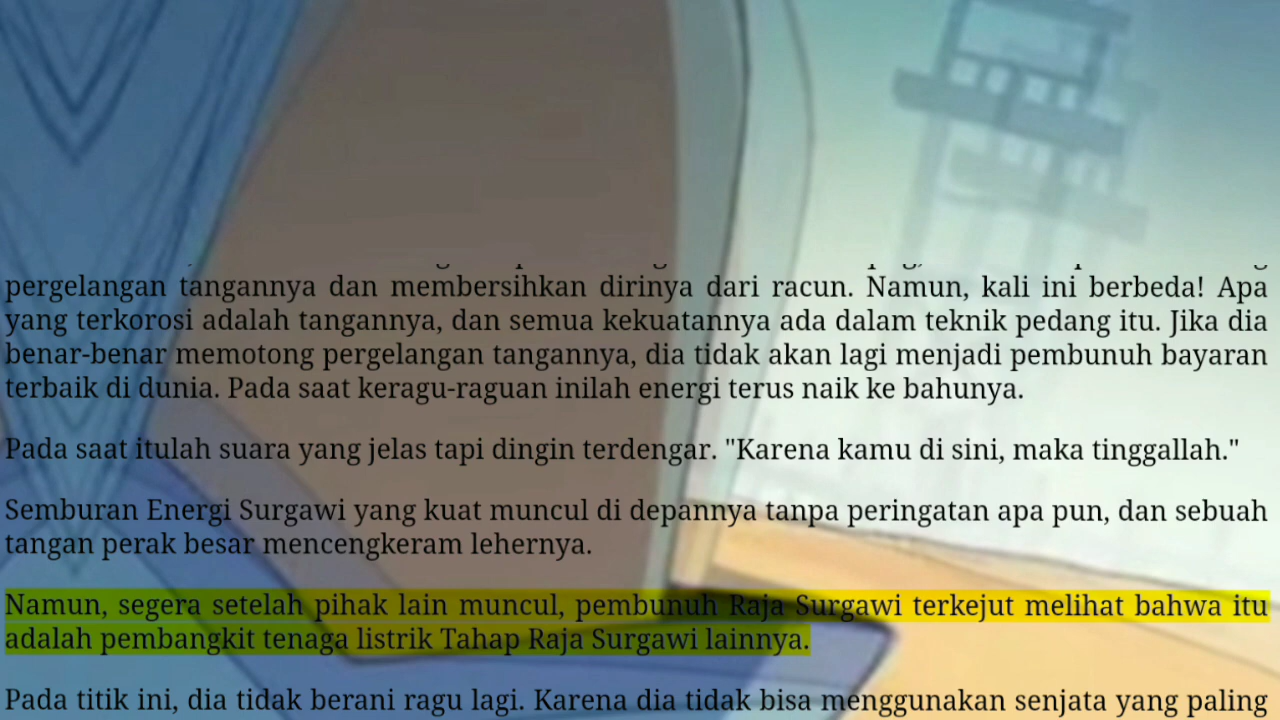 pergelangan tangannya dan membersihkan dirinya dari racun. Namun, kali ini berbeda! Apa
yang terkorosi adalah tangannya, dan semua kekuatannya ada dalam teknik pedang itu. Jika dia
benar-benar memotong pergelangan tangannya, dia tidak akan lagi menjadi pembunuh bayaran
terbaik di dunia. Pada saat keragu-raguan inilah energi terus naik ke bahunya.
Pada saat itulah suara yang jelas tapi dingin terdengar. "Karena kamu di sini, maka tinggallah."
Semburan Energi Surgawi yang kuat muncul di depannya tanpa peringatan apa pun, dan sebuah
tangan perak besar mencengkeram lehernya.
Namun, segera setelah pihak lain muncul, pembunuh Raja Surgawi terkejut melihat bahwa itu
adalah pembangkit tenaga listrik Tahap Raja Surgawi lainnya.
Pada titik ini, dia tidak berani ragu lagi. Karena dia tidak bisa menggunakan senjata yang paling